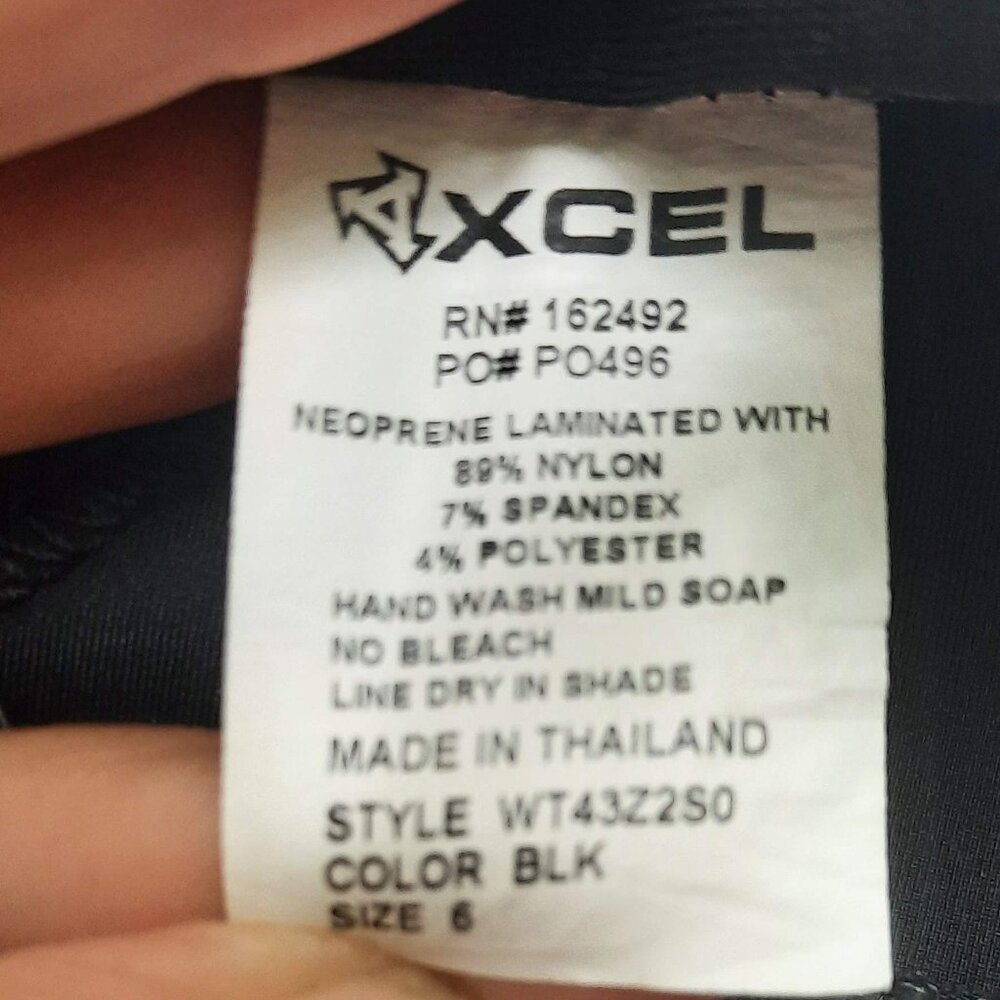 XCEL
RN# 162492
PO# PO496
NEOPRENE LAMINATED WITH
89% NYLON
7% SPANDEX
4% POLYESTER
HAND WASH MILD SOAP
NO BLEACH
LINE DRY IN SHADE
MADE IN THAILAND
STYLE WT43Z2S0
COLOR BLK
SIZE 6